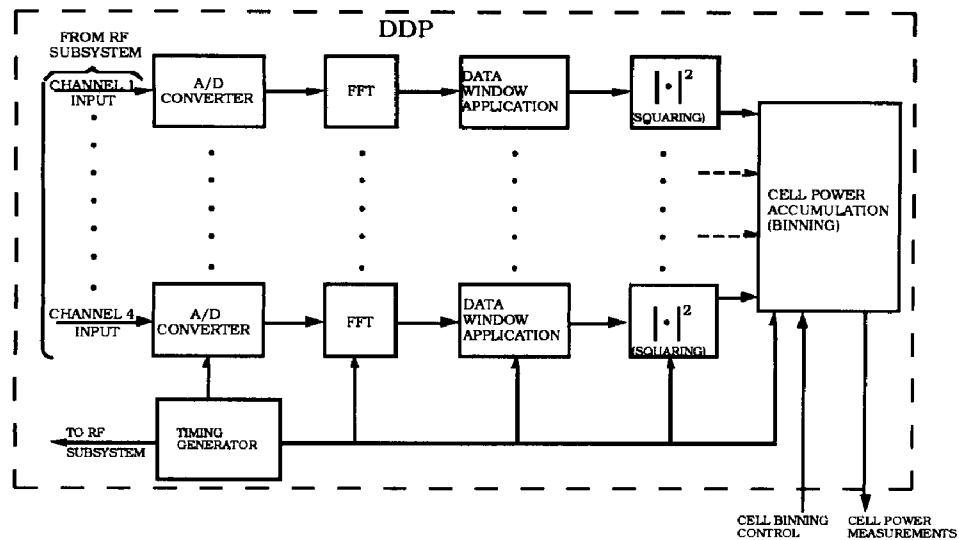 DDP
FROM RF
SUBSYSTEM
CHANNEL 1
INPUT
A/D
CONVERTER
FFT
DATA
WINDOW
APPLICATION
|•|²
(SQUARING)
CELL POWER
ACCUMULATION
(BINNING)
CHANNEL 4
INPUT
A/D
CONVERTER
FFT
DATA
WINDOW
APPLICATION
|•|²
(SQUARING)
TO RF
SUBSYSTEM
TIMING
GENERATOR
CELL BINNING
CONTROL
CELL POWER
MEASUREMENTS